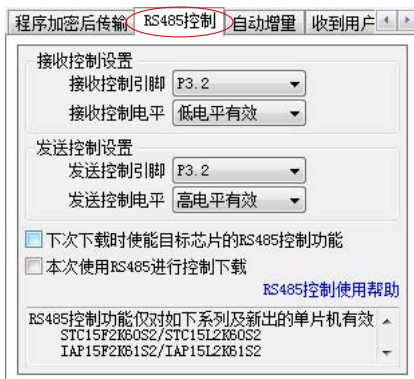 程序加密后传输 RS485控制 自动增量 收到用户
接收控制设置
接收控制引脚 P3.2
接收控制电平 低电平有效
发送控制设置
发送控制引脚 P3.2
发送控制电平 高电平有效
下次下载时使能目标芯片的RS485控制功能
本次使用RS485进行控制下载
RS485控制使用帮助
RS485控制功能仅对如下系列及新出的单片机有效
STC15F2K60S2/STC15L2K60S2
IAP15F2K61S2/IAP15L2K61S2